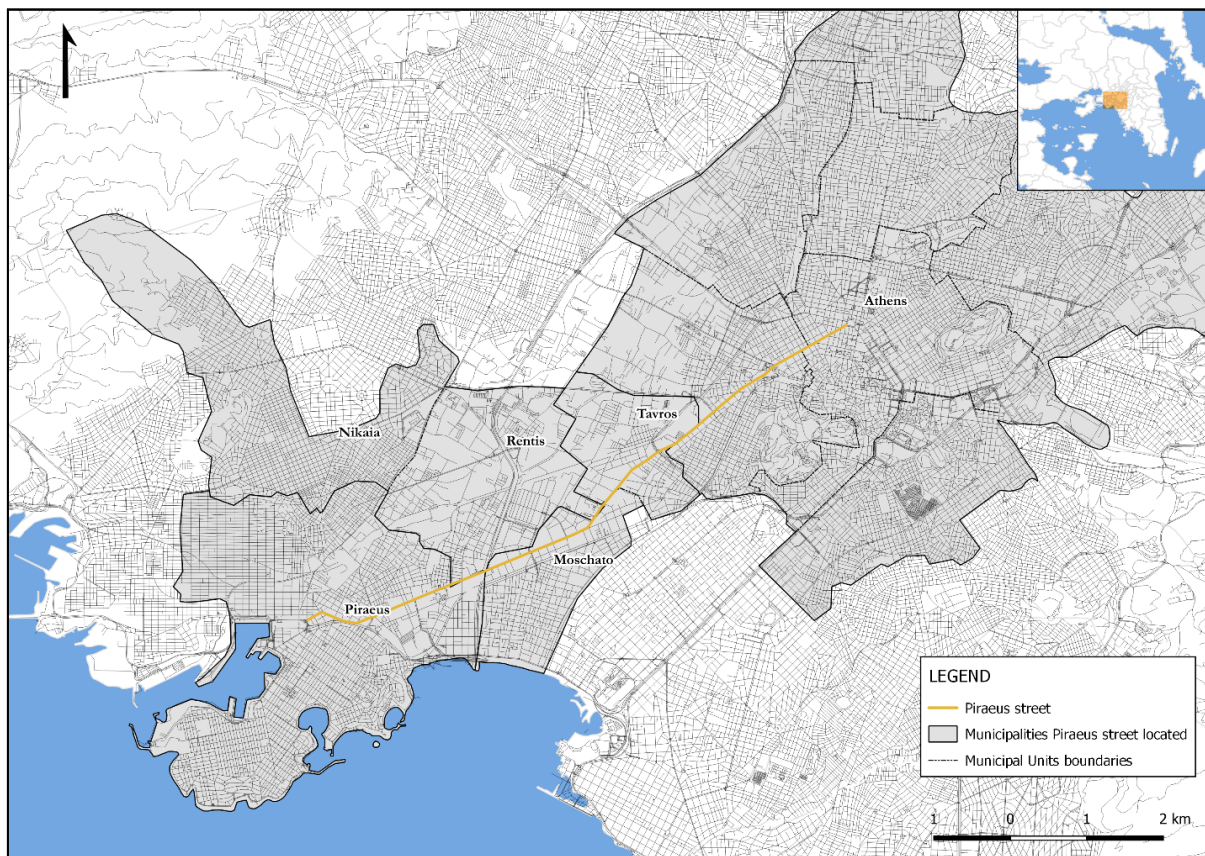 Athens
Tavros
Nikaia
Rentis
Moschato
Piraeus
LEGEND
Piraeus street
Municipalities Piraeus street located
Municipal Units boundaries
1 0 1 2 km